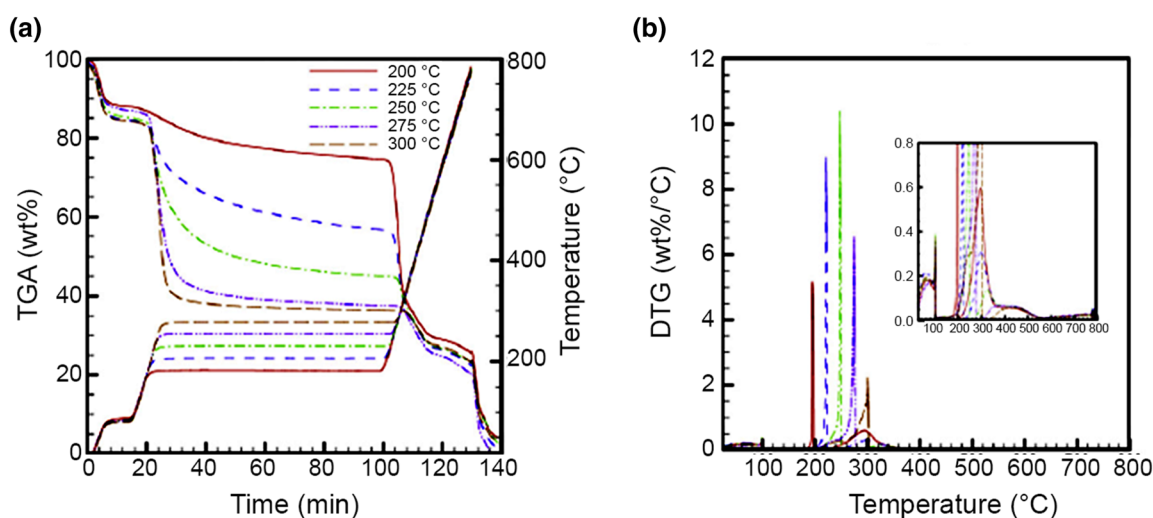 (a)
100
80
60
40
20
0
TGA (wt%)
0 20 40 60 80 100 120 140
Time (min)
800
600
400
200
0
Temperature (°C)
200 °C
225 °C
250 °C
275 °C
300 °C
(b)
12
10
8
6
4
2
0
DTG (wt%/°C)
100 200 300 400 500 600 700 800
Temperature (°C)
0.8
0.6
0.4
0.2
0.0
100 200 300 400 500 600 700 800